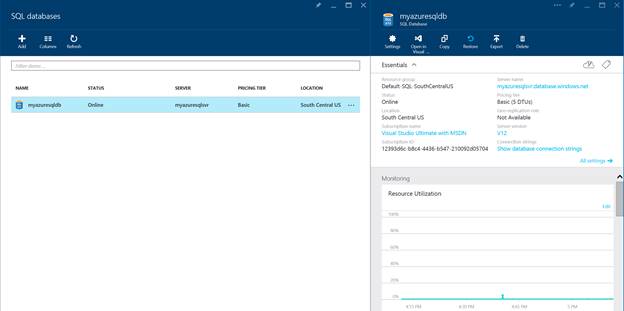 SQL databases
Add
Columns
Refresh
Filter items...
NAME STATUS SERVER PRICING TIER LOCATION
myazuresqldb Online myazuresqlsvr Basic South Central US ...
myazuresqldb
SQL DATABASE
Settings
Open in Visual ...
Copy
Restore
Export
Delete
Essentials
Resource group
Default-SQL-SouthCentralUS
Status
Online
Location
South Central US
Subscription name
Visual Studio Ultimate with MSDN
Subscription ID
12393d6c-b8c4-4436-b547-210092d05704
Server name
myazuresqlsvr.database.windows.net
Pricing tier
Basic (5 DTUs)
Geo-replication role
Not Available
Server version
V12
Connection strings
Show database connection strings
All settings →
Monitoring
Resource Utilization
Edit
100%
80%
60%
40%
20%
0%
4:15 PM 4:30 PM 4:45 PM 5 PM